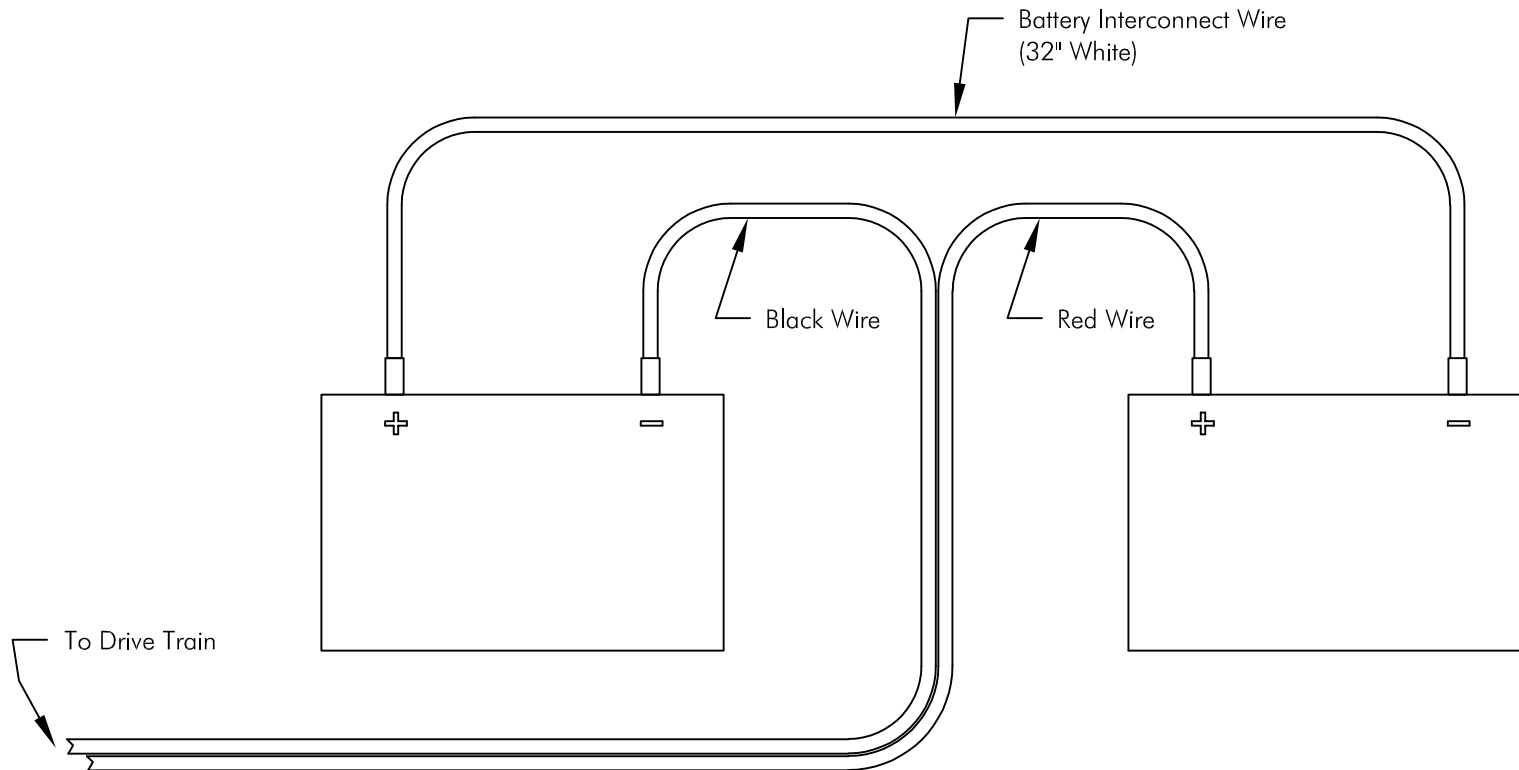 Battery Interconnect Wire
(32" White)
Black Wire
Red Wire
+
−
+
−
To Drive Train